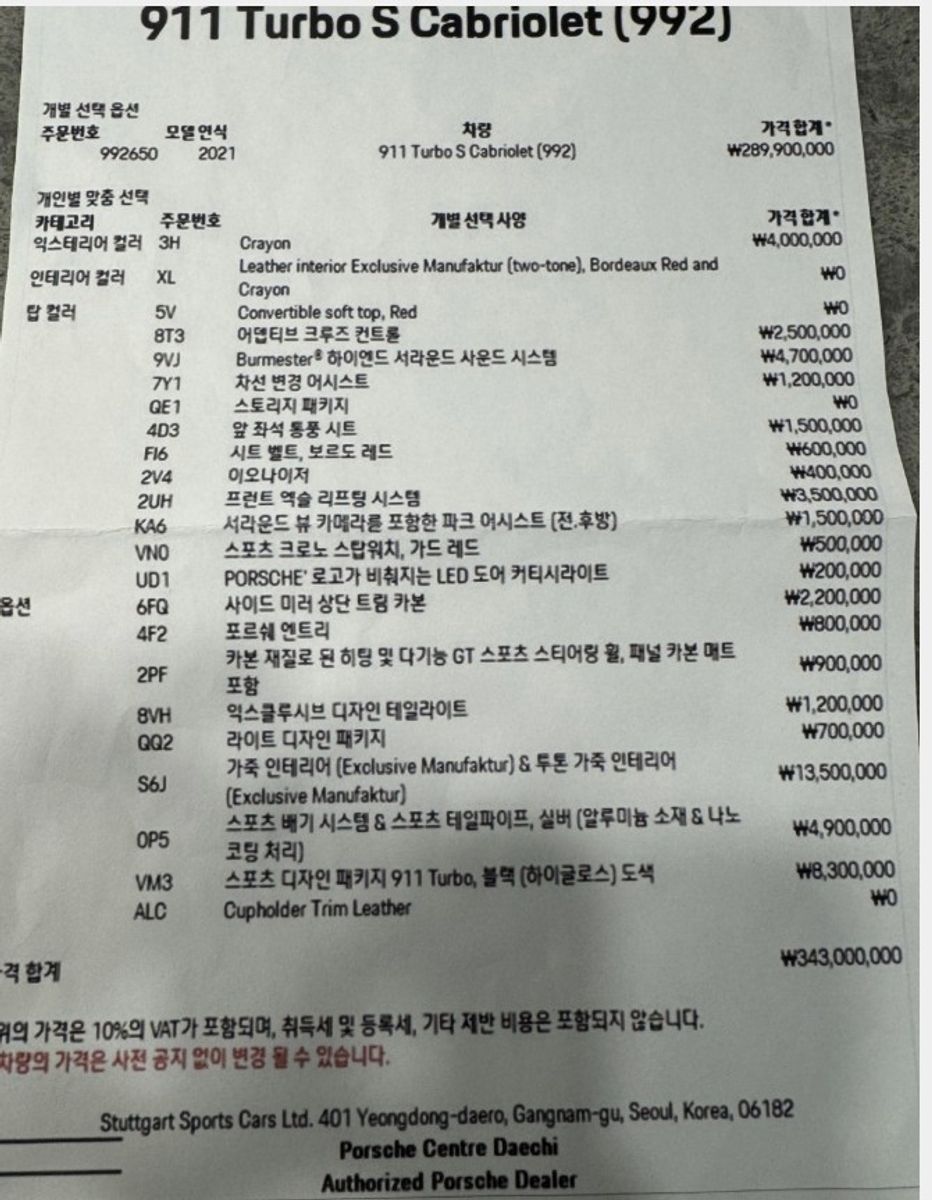 911 Turbo S Cabriolet (992)
개별 선택 옵션
주문번호 모델 연식 차량 가격 합계*
992650 2021 911 Turbo S Cabriolet (992) ₩289,900,000
개인별 맞춤 선택
카테고리 주문번호 개별 선택 사양 가격 합계*
익스테리어 컬러 3H Crayon ₩4,000,000
인테리어 컬러 XL Leather interior Exclusive Manufaktur (two-tone), Bordeaux Red and ₩0
Crayon
탑 컬러 5V Convertible soft top, Red ₩0
8T3 어댑티브 크루즈 컨트롤 ₩2,500,000
9VJ Burmester® 하이엔드 서라운드 사운드 시스템 ₩4,700,000
7Y1 차선 변경 어시스트 ₩1,200,000
QE1 스토리지 패키지 ₩0
4D3 앞 좌석 통풍 시트 ₩1,500,000
FI6 시트 벨트, 보르도 레드 ₩600,000
2V4 이오나이저 ₩400,000
2UH 프런트 액슬 리프팅 시스템 ₩3,500,000
KA6 서라운드 뷰 카메라를 포함한 파크 어시스트 (전.후방) ₩1,500,000
VN0 스포츠 크로노 스탑워치, 가드 레드 ₩500,000
UD1 PORSCHE' 로고가 비춰지는 LED 도어 커티시라이트 ₩200,000
옵션 6FQ 사이드 미러 상단 트림 카본 ₩2,200,000
4F2 포르쉐 엔트리 ₩800,000
2PF 카본 재질로 된 히팅 및 다기능 GT 스포츠 스티어링 휠, 패널 카본 매트 ₩900,000
포함
8VH 익스클루시브 디자인 테일라이트 ₩1,200,000
QQ2 라이트 디자인 패키지 ₩700,000
S6J 가죽 인테리어 (Exclusive Manufaktur) & 투톤 가죽 인테리어 ₩13,500,000
(Exclusive Manufaktur)
0P5 스포츠 배기 시스템 & 스포츠 테일파이프, 실버 (알루미늄 소재 & 나노 ₩4,900,000
코팅 처리)
VM3 스포츠 디자인 패키지 911 Turbo, 블랙 (하이글로스) 도색 ₩8,300,000
ALC Cupholder Trim Leather ₩0
격 합계 ₩343,000,000
위의 가격은 10%의 VAT가 포함되며, 취득세 및 등록세, 기타 제반 비용은 포함되지 않습니다.
차량의 가격은 사전 공지 없이 변경 될 수 있습니다.
Stuttgart Sports Cars Ltd. 401 Yeongdong-daero, Gangnam-gu, Seoul, Korea, 06182
Porsche Centre Daechi
Authorized Porsche Dealer